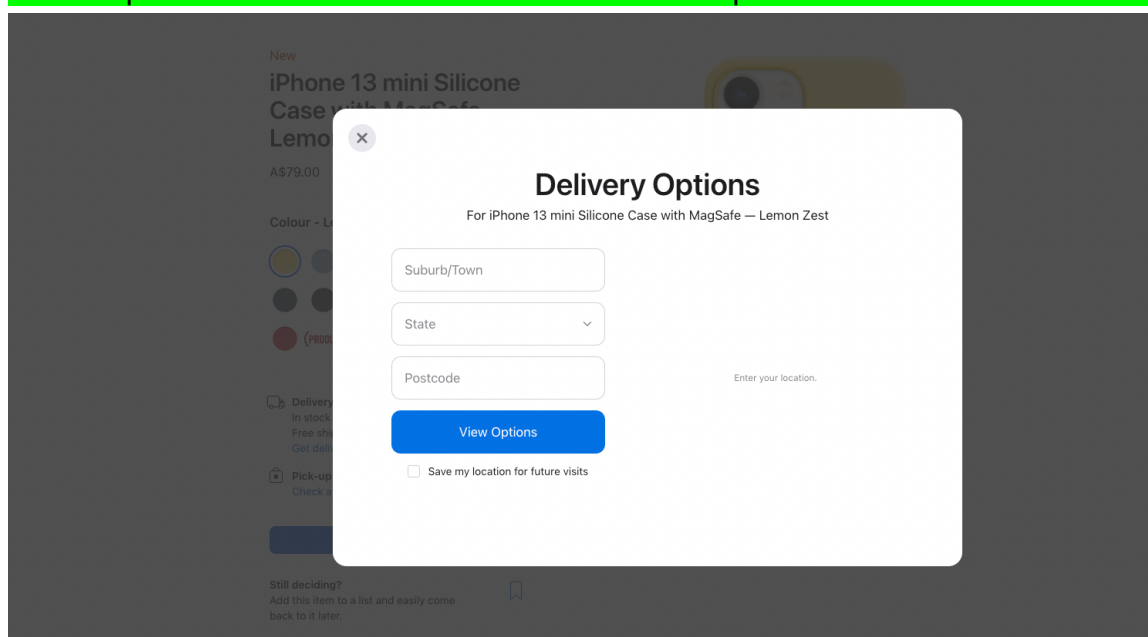 New
iPhone 13 mini Silicone
Case with MagSafe
Lemo
A$79.00
Delivery Options
For iPhone 13 mini Silicone Case with MagSafe — Lemon Zest
Colour - L
Suburb/Town
State
(PRODU
Postcode
Enter your location.
Delivery
In stock
Free shi
Get deli
View Options
Save my location for future visits
Pick-up
Check a
Still deciding?
Add this item to a list and easily come
back to it later.